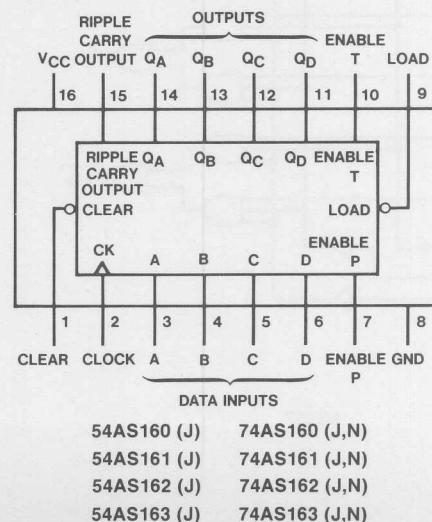 RIPPLE OUTPUTS
CARRY ENABLE
VCC OUTPUT QA QB QC QD T LOAD
16 15 14 13 12 11 10 9
RIPPLE QA QB QC QD ENABLE
CARRY T
OUTPUT
CLEAR LOAD
CK ENABLE
A B C D P
1 2 3 4 5 6 7 8
CLEAR CLOCK A B C D ENABLE GND
P
DATA INPUTS
54AS160 (J) 74AS160 (J,N)
54AS161 (J) 74AS161 (J,N)
54AS162 (J) 74AS162 (J,N)
54AS163 (J) 74AS163 (J,N)